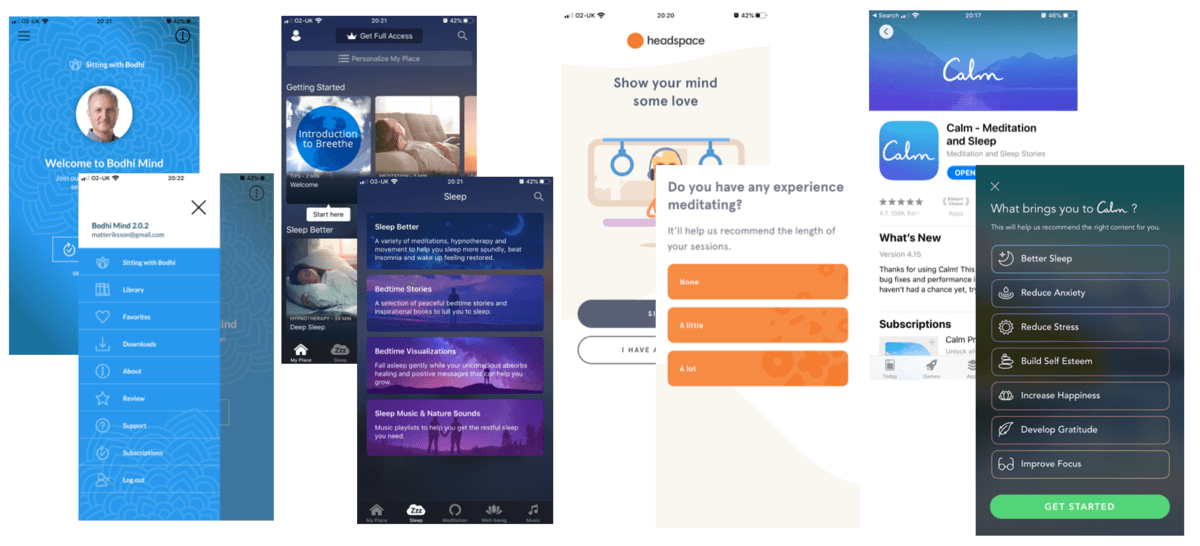 O2-UK
20:21
42%
Sitting with Bodhi
Welcome to Bodhi Mind
Join ou
se
O2-UK
20:22
42%
Bodhi Mind 2.0.2
matteriksson@gmail.com
Sitting with Bodhi
Library
Favorites
Downloads
About
Review
Support
Subscriptions
Log out
ind
O2-UK
20:21
42%
Get Full Access
Personalize My Place
Getting Started
Introduction
to Breathe
TIPS • 2 MIN
Welcome
Start here
Sleep Better
HYPNOTHERAPY • 24 MIN
Deep Sleep
My Place
Sleep
O2-UK
20:21
42%
Sleep
Sleep Better
A variety of meditations, hypnotherapy and
movement to help you sleep more soundly, beat
insomnia and wake up feeling restored.
Bedtime Stories
A selection of peaceful bedtime stories and
inspirational books to lull you to sleep.
Bedtime Visualizations
Fall asleep gently while your unconscious absorbs
healing and positive messages that can help you
grow.
Sleep Music & Nature Sounds
Music playlists to help you get the restful sleep
you need.
My Place
Zzz
Sleep
Meditation
Well-being
Music
O2-UK
20:20
42%
headspace
Show your mind
some love
I HAVE A
Do you have any experience
meditating?
It'll help us recommend the length of
your sessions.
None
A little
A lot
Search
20:17
46%
Calm
Calm
Calm - Meditation
and Sleep
Meditation and Sleep Stories
OPEN
4.7, 108K Ratin
Editors'
Choice
Apps
What's New
Version 4.15
Thanks for using Calm! This
bug fixes and performance i
haven't had a chance yet, tr
Subscriptions
Calm Pr
Unlock al
Today
Games
What brings you to Calm ?
This will help us recommend the right content for you.
Better Sleep
Reduce Anxiety
Reduce Stress
Build Self Esteem
Increase Happiness
Develop Gratitude
Improve Focus
GET STARTED